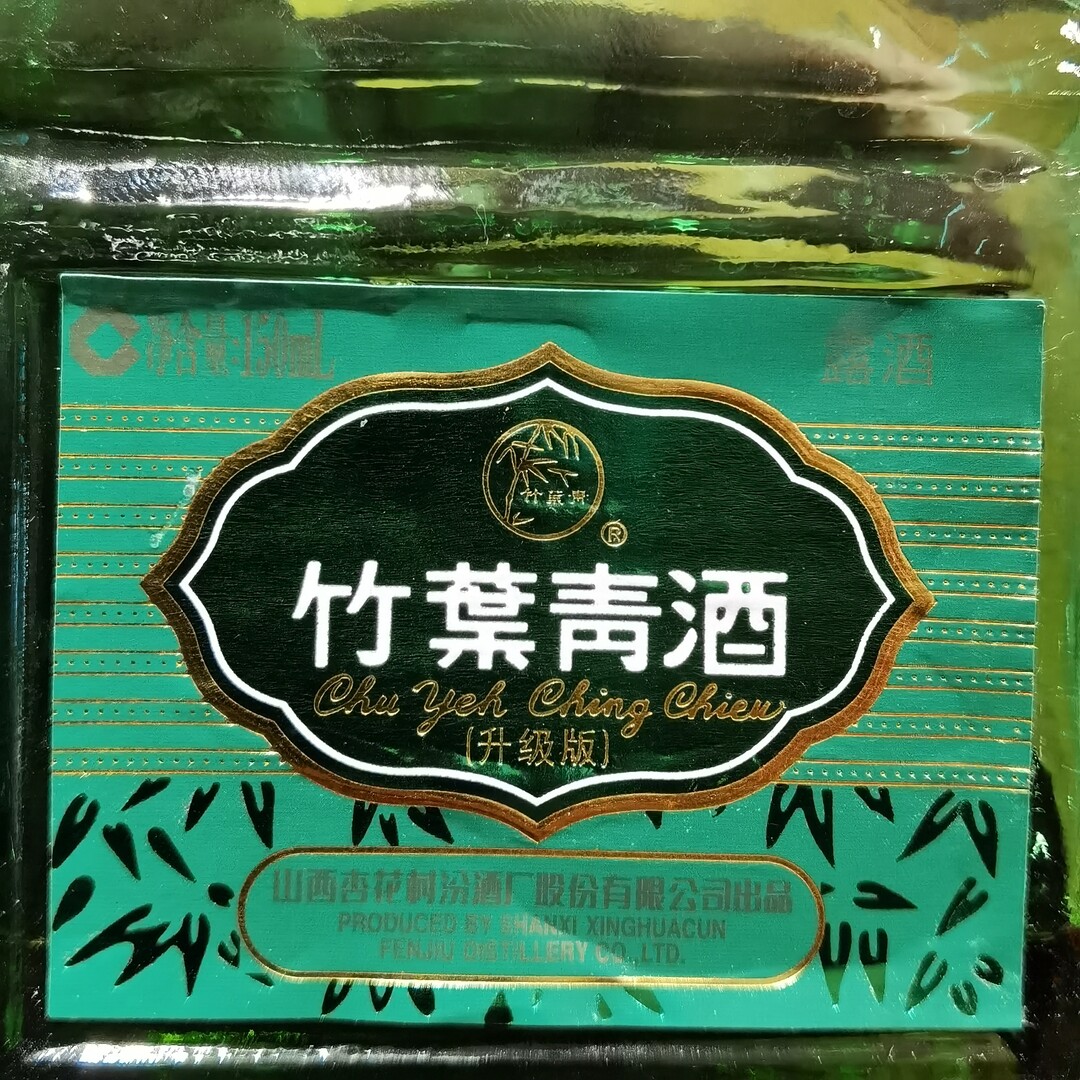 净含量:150mL
露酒
竹葉青
®
竹葉青酒
Chu Yeh Ching Chiew
(升级版)
山西杏花村汾酒厂股份有限公司出品
PRODUCED BY SHANXI XINGHUACUN
FENJIU DISTILLERY CO.,LTD.